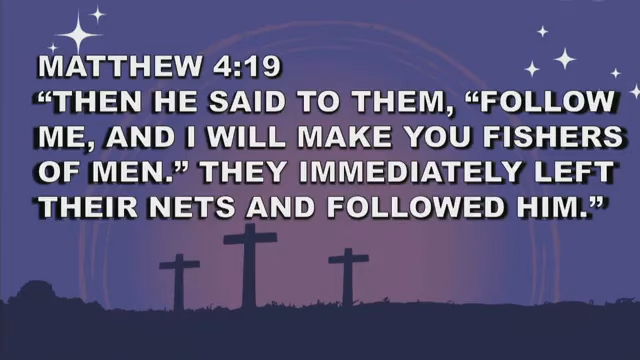 MATTHEW 4:19
“THEN HE SAID TO THEM, “FOLLOW
ME, AND I WILL MAKE YOU FISHERS
OF MEN.” THEY IMMEDIATELY LEFT
THEIR NETS AND FOLLOWED HIM.”